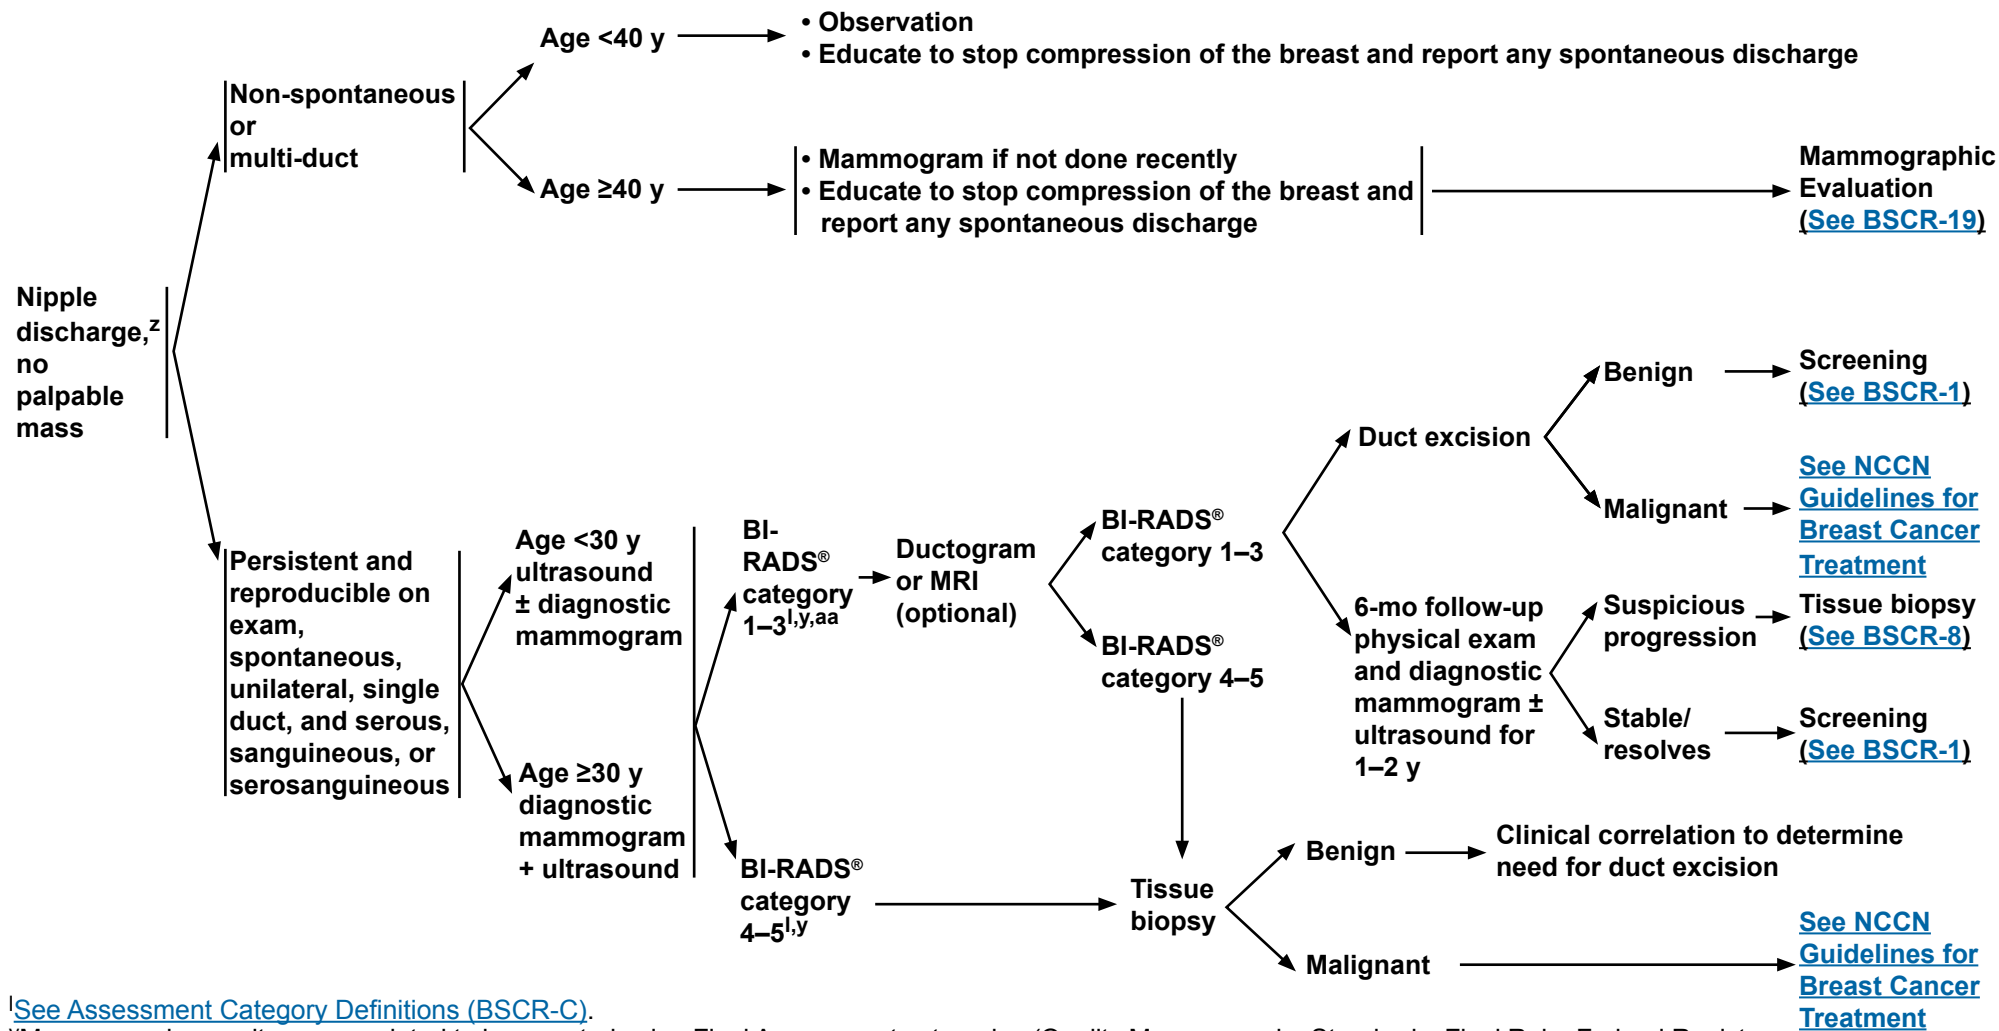 Nipple
discharge,z
no
palpable
mass
Non-spontaneous
or
multi-duct
Age <40 y
• Observation
• Educate to stop compression of the breast and report any spontaneous discharge
Age ≥40 y
• Mammogram if not done recently
• Educate to stop compression of the breast and
report any spontaneous discharge
Mammographic
Evaluation
(See BSCR-19)
Persistent and
reproducible on
exam,
spontaneous,
unilateral, single
duct, and serous,
sanguineous, or
serosanguineous
Age <30 y
ultrasound
± diagnostic
mammogram
Age ≥30 y
diagnostic
mammogram
+ ultrasound
BI-
RADS®
category
1–3l,y,aa
Ductogram
or MRI
(optional)
BI-RADS®
category 1–3
BI-RADS®
category 4–5
Duct excision
Benign
Screening
(See BSCR-1)
Malignant
See NCCN
Guidelines for
Breast Cancer
Treatment
6-mo follow-up
physical exam
and diagnostic
mammogram ±
ultrasound for
1–2 y
Suspicious
progression
Tissue biopsy
(See BSCR-8)
Stable/
resolves
Screening
(See BSCR-1)
BI-RADS®
category
4–5l,y
Tissue
biopsy
Benign
Clinical correlation to determine
need for duct excision
Malignant
See NCCN
Guidelines for
Breast Cancer
Treatment
lSee Assessment Category Definitions (BSCR-C).